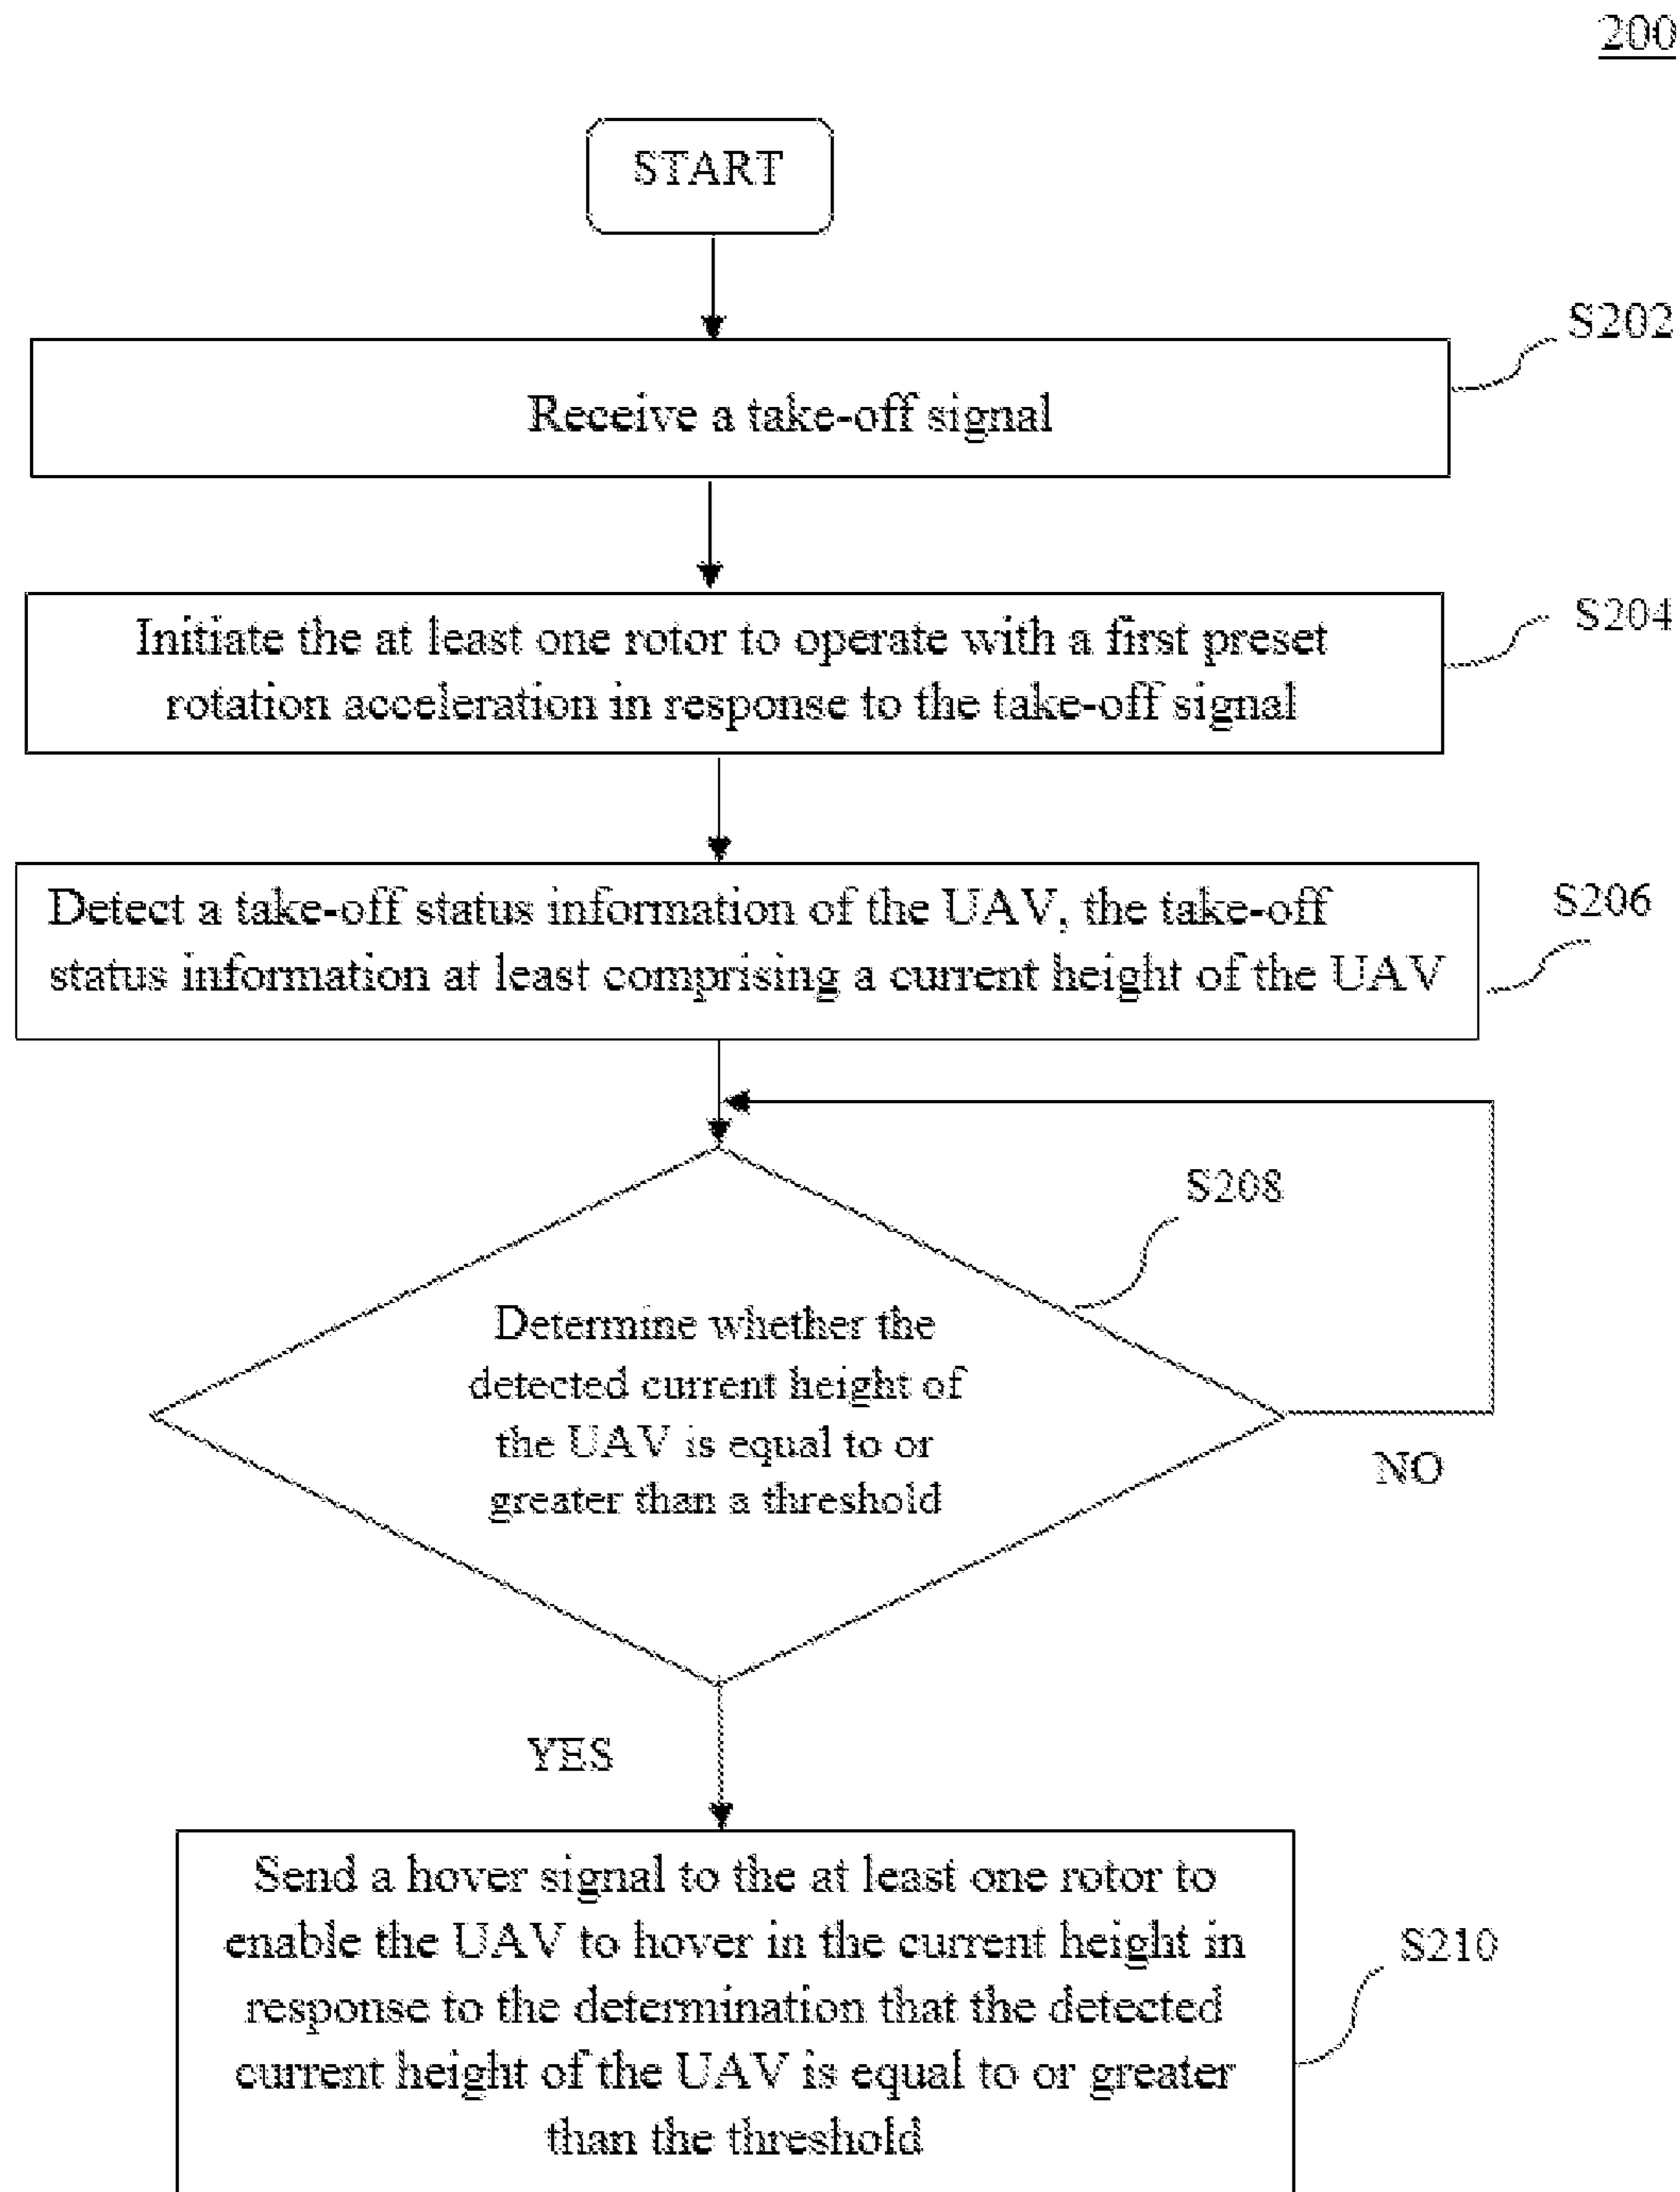 200
START
S202
Receive a take-off signal
S204
Initiate the at least one rotor to operate with a first preset
rotation acceleration in response to the take-off signal
S206
Detect a take-off status information of the UAV, the take-off
status information at least comprising a current height of the UAV
S208
Determine whether the
detected current height of
the UAV is equal to or
greater than a threshold
NO
YES
Send a hover signal to the at least one rotor to
enable the UAV to hover in the current height in
response to the determination that the detected
current height of the UAV is equal to or greater
than the threshold
S210